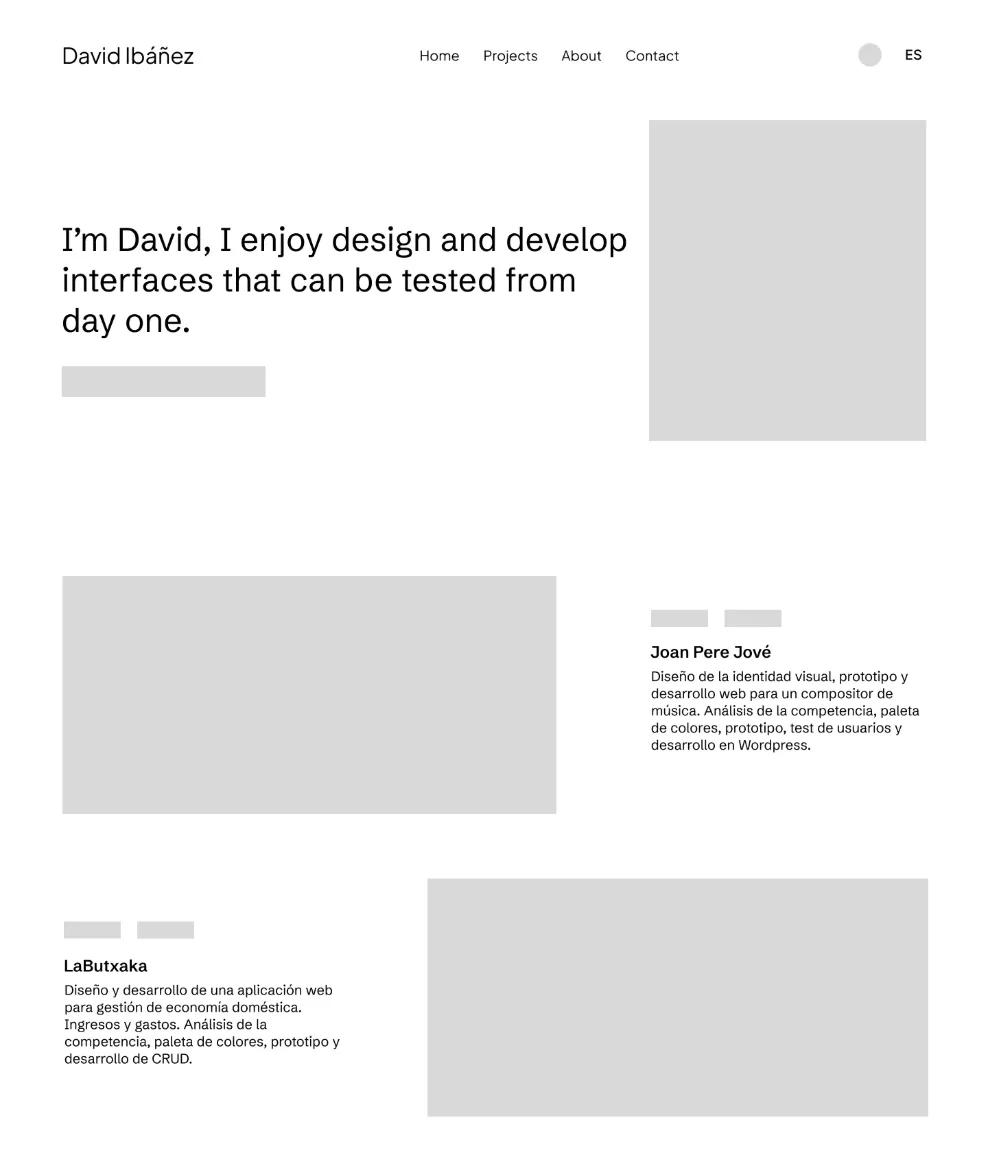 David Ibáñez
Home Projects About Contact
ES
I’m David, I enjoy design and develop
interfaces that can be tested from
day one.
Joan Pere Jové
Diseño de la identidad visual, prototipo y
desarrollo web para un compositor de
música. Análisis de la competencia, paleta
de colores, prototipo, test de usuarios y
desarrollo en Wordpress.
LaButxaka
Diseño y desarrollo de una aplicación web
para gestión de economía doméstica.
Ingresos y gastos. Análisis de la
competencia, paleta de colores, prototipo y
desarrollo de CRUD.